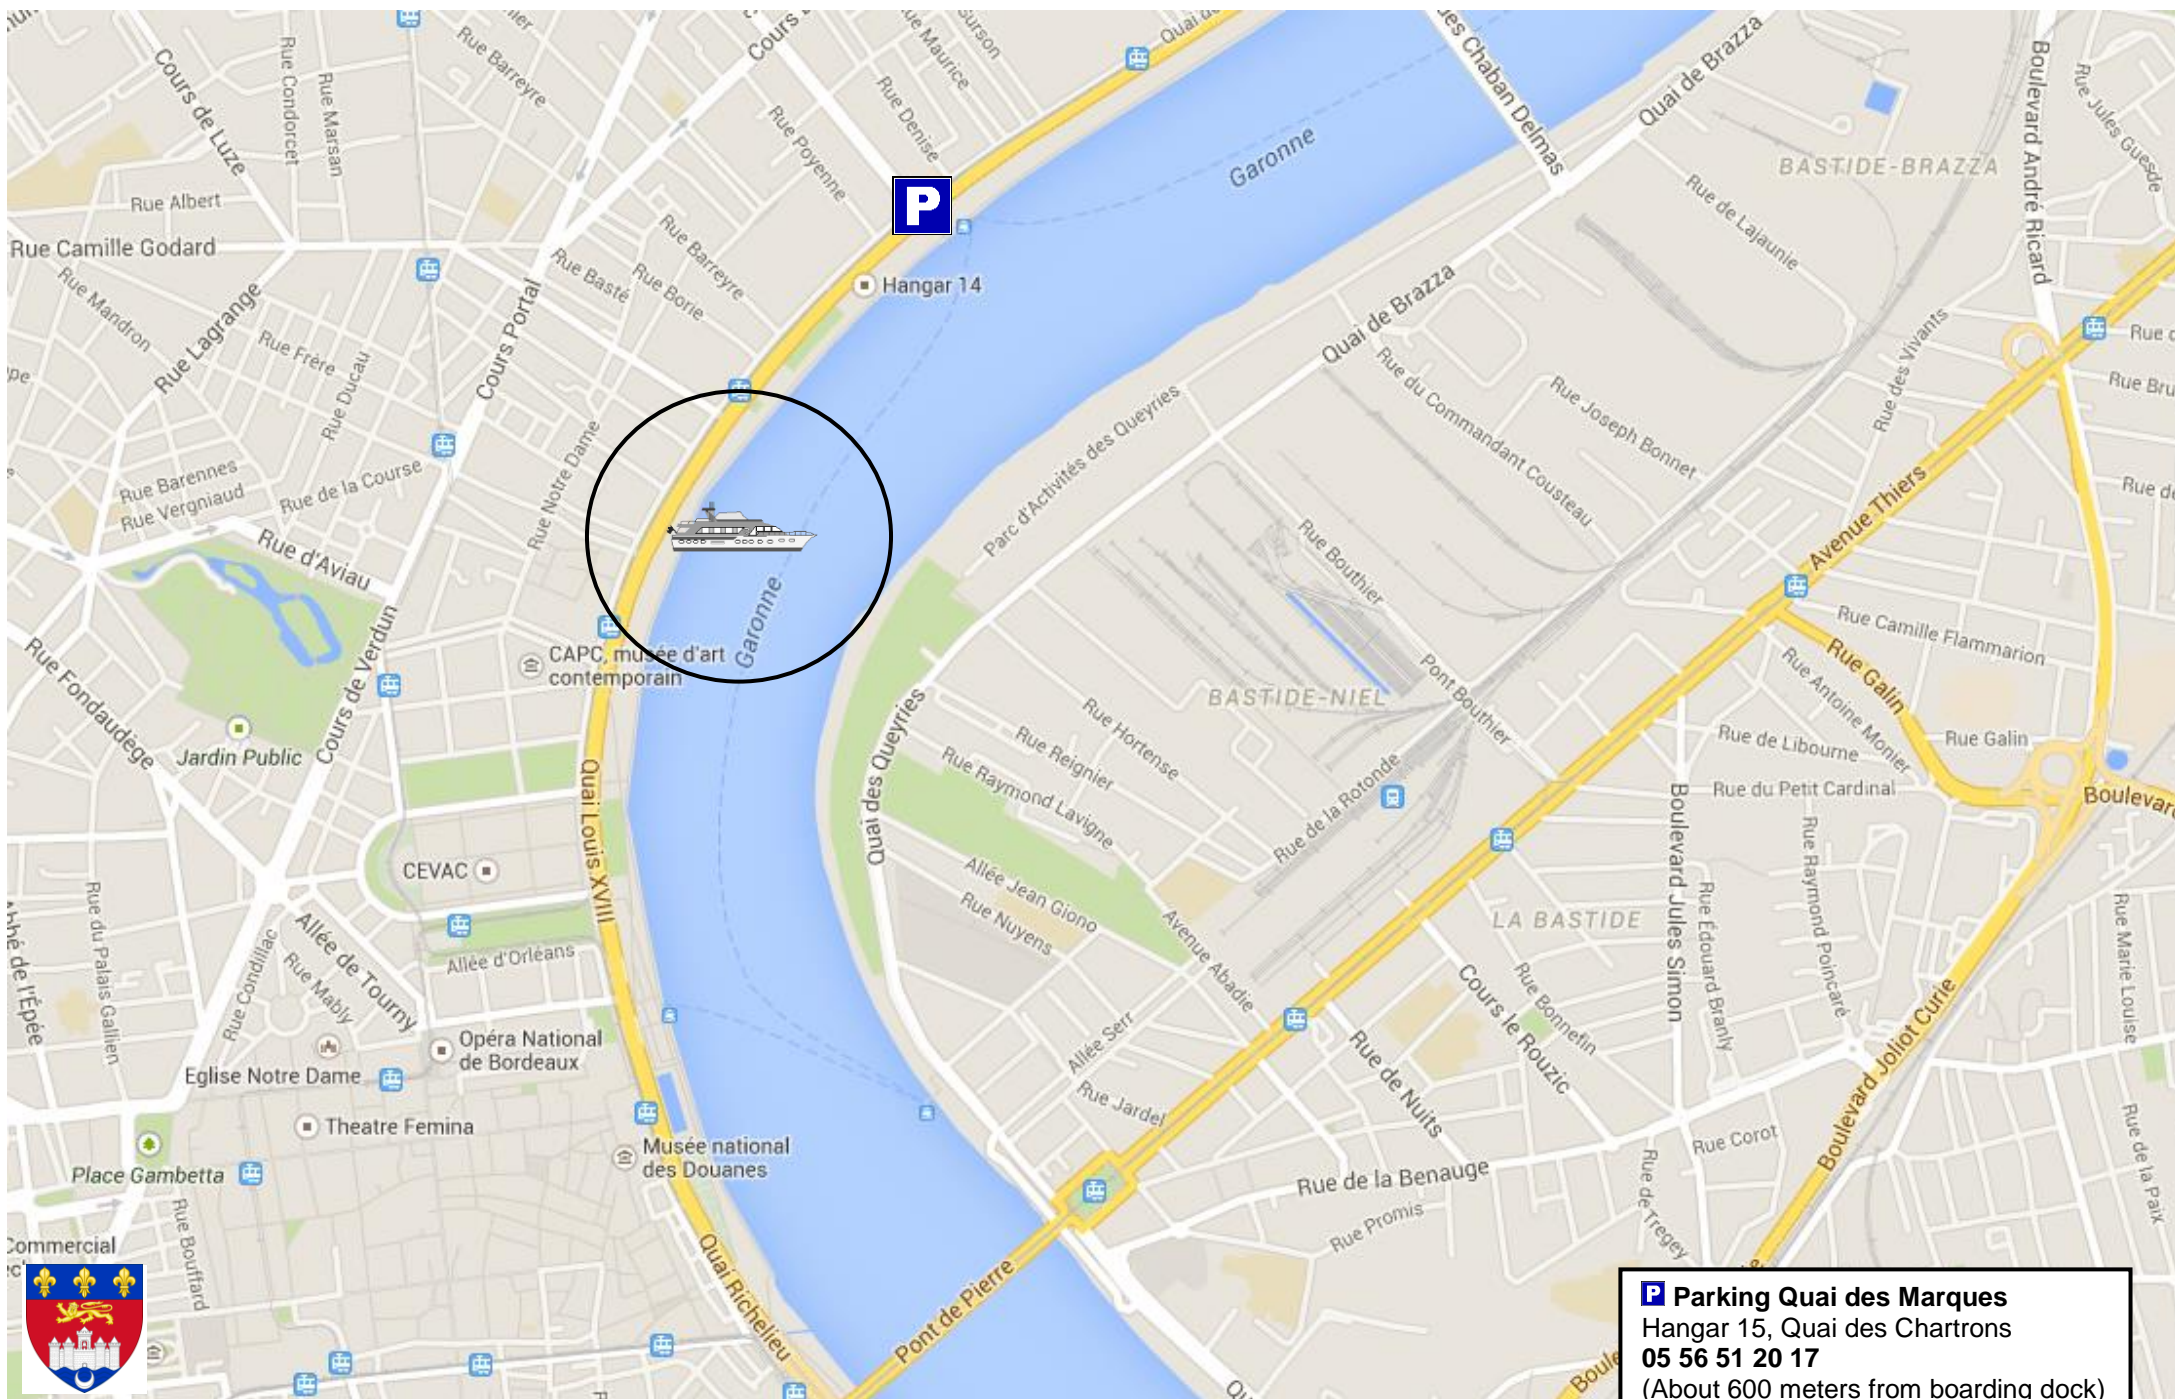 Cours de Luze
Rue Condorcet
Rue Marsan
Rue Barreyre
Rue Maurice
Rue Denise
Rue Poyenne
Quai de Brazza
Boulevard André Ricard
Rue Jules Guesde
BASTIDE-BRAZZA
Garonne
Rue de Lajaunie
Rue Albert
Rue Camille Godard
P
Hangar 14
Rue Barreyre
Rue Basté
Rue Borie
Rue Mandron
Rue Lagrange
Rue Frère
Rue Ducau
Cours Portal
Quai de Brazza
Rue du Commandant Cousteau
Rue Joseph Bonnet
Rue des Vivants
Parc d'Activités des Queyries
Rue Notre Dame
Rue Barennes
Rue Vergniaud
Rue de la Course
Rue d'Aviau
Avenue Thiers
Rue Bouthier
Pont Bouthier
Garonne
CAPC, musée d'art
contemporain
Rue Camille Flammarion
Rue Galin
Rue Antoine Monier
Rue Galin
Rue de Libourne
Rue du Petit Cardinal
BASTIDE-NIEL
Rue Fondaudège
Jardin Public
Cours de Verdun
Quai des Queyries
Rue Hortense
Rue Reignier
Rue Raymond Lavigne
Rue de la Rotonde
Quai Louis XVIII
CEVAC
Allée Jean Giono
Rue Nuyens
Avenue Abadie
LA BASTIDE
Boulevard Jules Simon
Rue Édouard Branly
Rue Raymond Poincaré
Rue Marie Louise
Rue du Palais Gallien
Rue Condillac
Allée de Tourny
Rue Mably
Allée d'Orléans
Opéra National
de Bordeaux
Eglise Notre Dame
Theatre Femina
Musée national
des Douanes
Allée Serr
Rue Jardel
Rue de Nuits
Cours le Rouzic
Rue Bonnefin
Boulevard Joliot Curie
Rue Corot
Rue de la Benauge
Rue Promis
Rue de Tregey
Rue de la Paix
Place Gambetta
Rue Bouffard
Quai Richelieu
Pont de Pierre
P Parking Quai des Marques
Hangar 15, Quai des Chartrons
05 56 51 20 17
(About 600 meters from boarding dock)